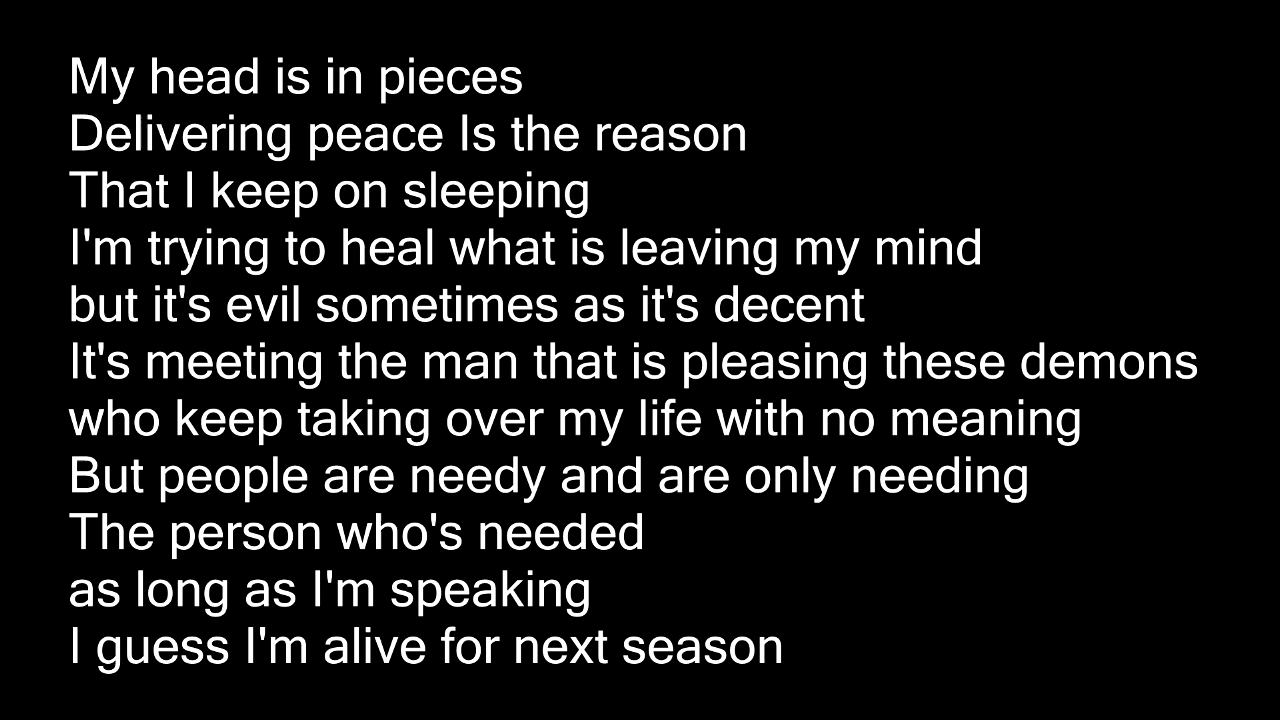 My head is in pieces
Delivering peace Is the reason
That I keep on sleeping
I'm trying to heal what is leaving my mind
but it's evil sometimes as it's decent
It's meeting the man that is pleasing these demons
who keep taking over my life with no meaning
But people are needy and are only needing
The person who's needed
as long as I'm speaking
I guess I'm alive for next season